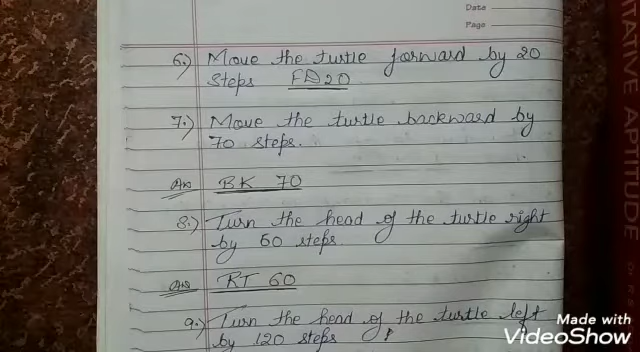 Date
Page
6.) Move the turtle forward by 20
steps FD20
7.) Move the turtle backward by
70 steps.
Ans BK 70
8.) Turn the head of the turtle right
by 60 steps
Ans RT 60
9.) Turn the head of the turtle left
by 120 steps
ATIVE APTITUDE
Made with
VideoShow